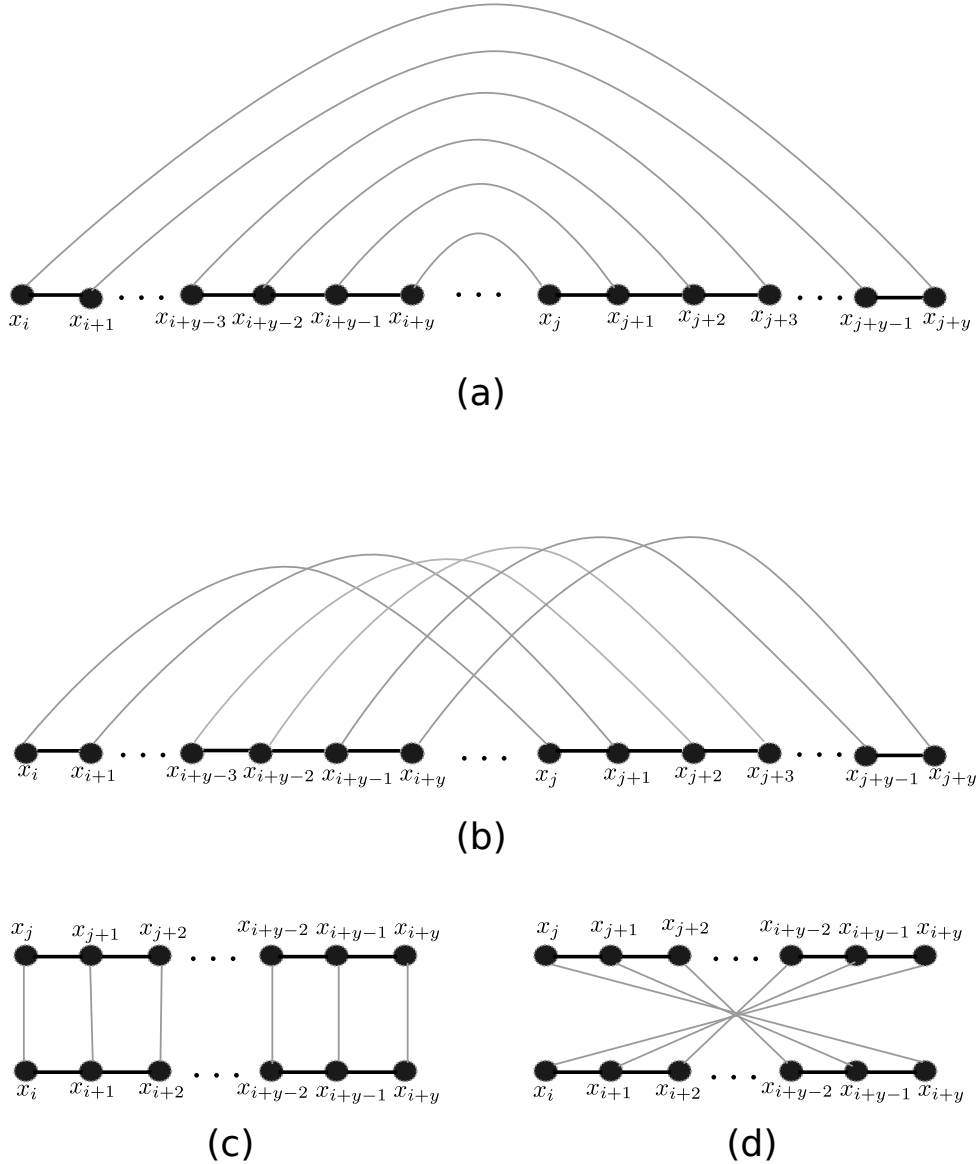 x_i x_{i+1} . . . x_{i+y−3} x_{i+y−2} x_{i+y−1} x_{i+y} . . . x_j x_{j+1} x_{j+2} x_{j+3} . . . x_{j+y−1} x_{j+y}
(a)
x_i x_{i+1} . . . x_{i+y−3} x_{i+y−2} x_{i+y−1} x_{i+y} . . . x_j x_{j+1} x_{j+2} x_{j+3} . . . x_{j+y−1} x_{j+y}
(b)
x_j x_{j+1} x_{j+2} . . . x_{i+y−2} x_{i+y−1} x_{i+y}
x_i x_{i+1} x_{i+2} . . . x_{i+y−2} x_{i+y−1} x_{i+y}
(c)
x_j x_{j+1} x_{j+2} . . . x_{i+y−2} x_{i+y−1} x_{i+y}
x_i x_{i+1} x_{i+2} . . . x_{i+y−2} x_{i+y−1} x_{i+y}
(d)